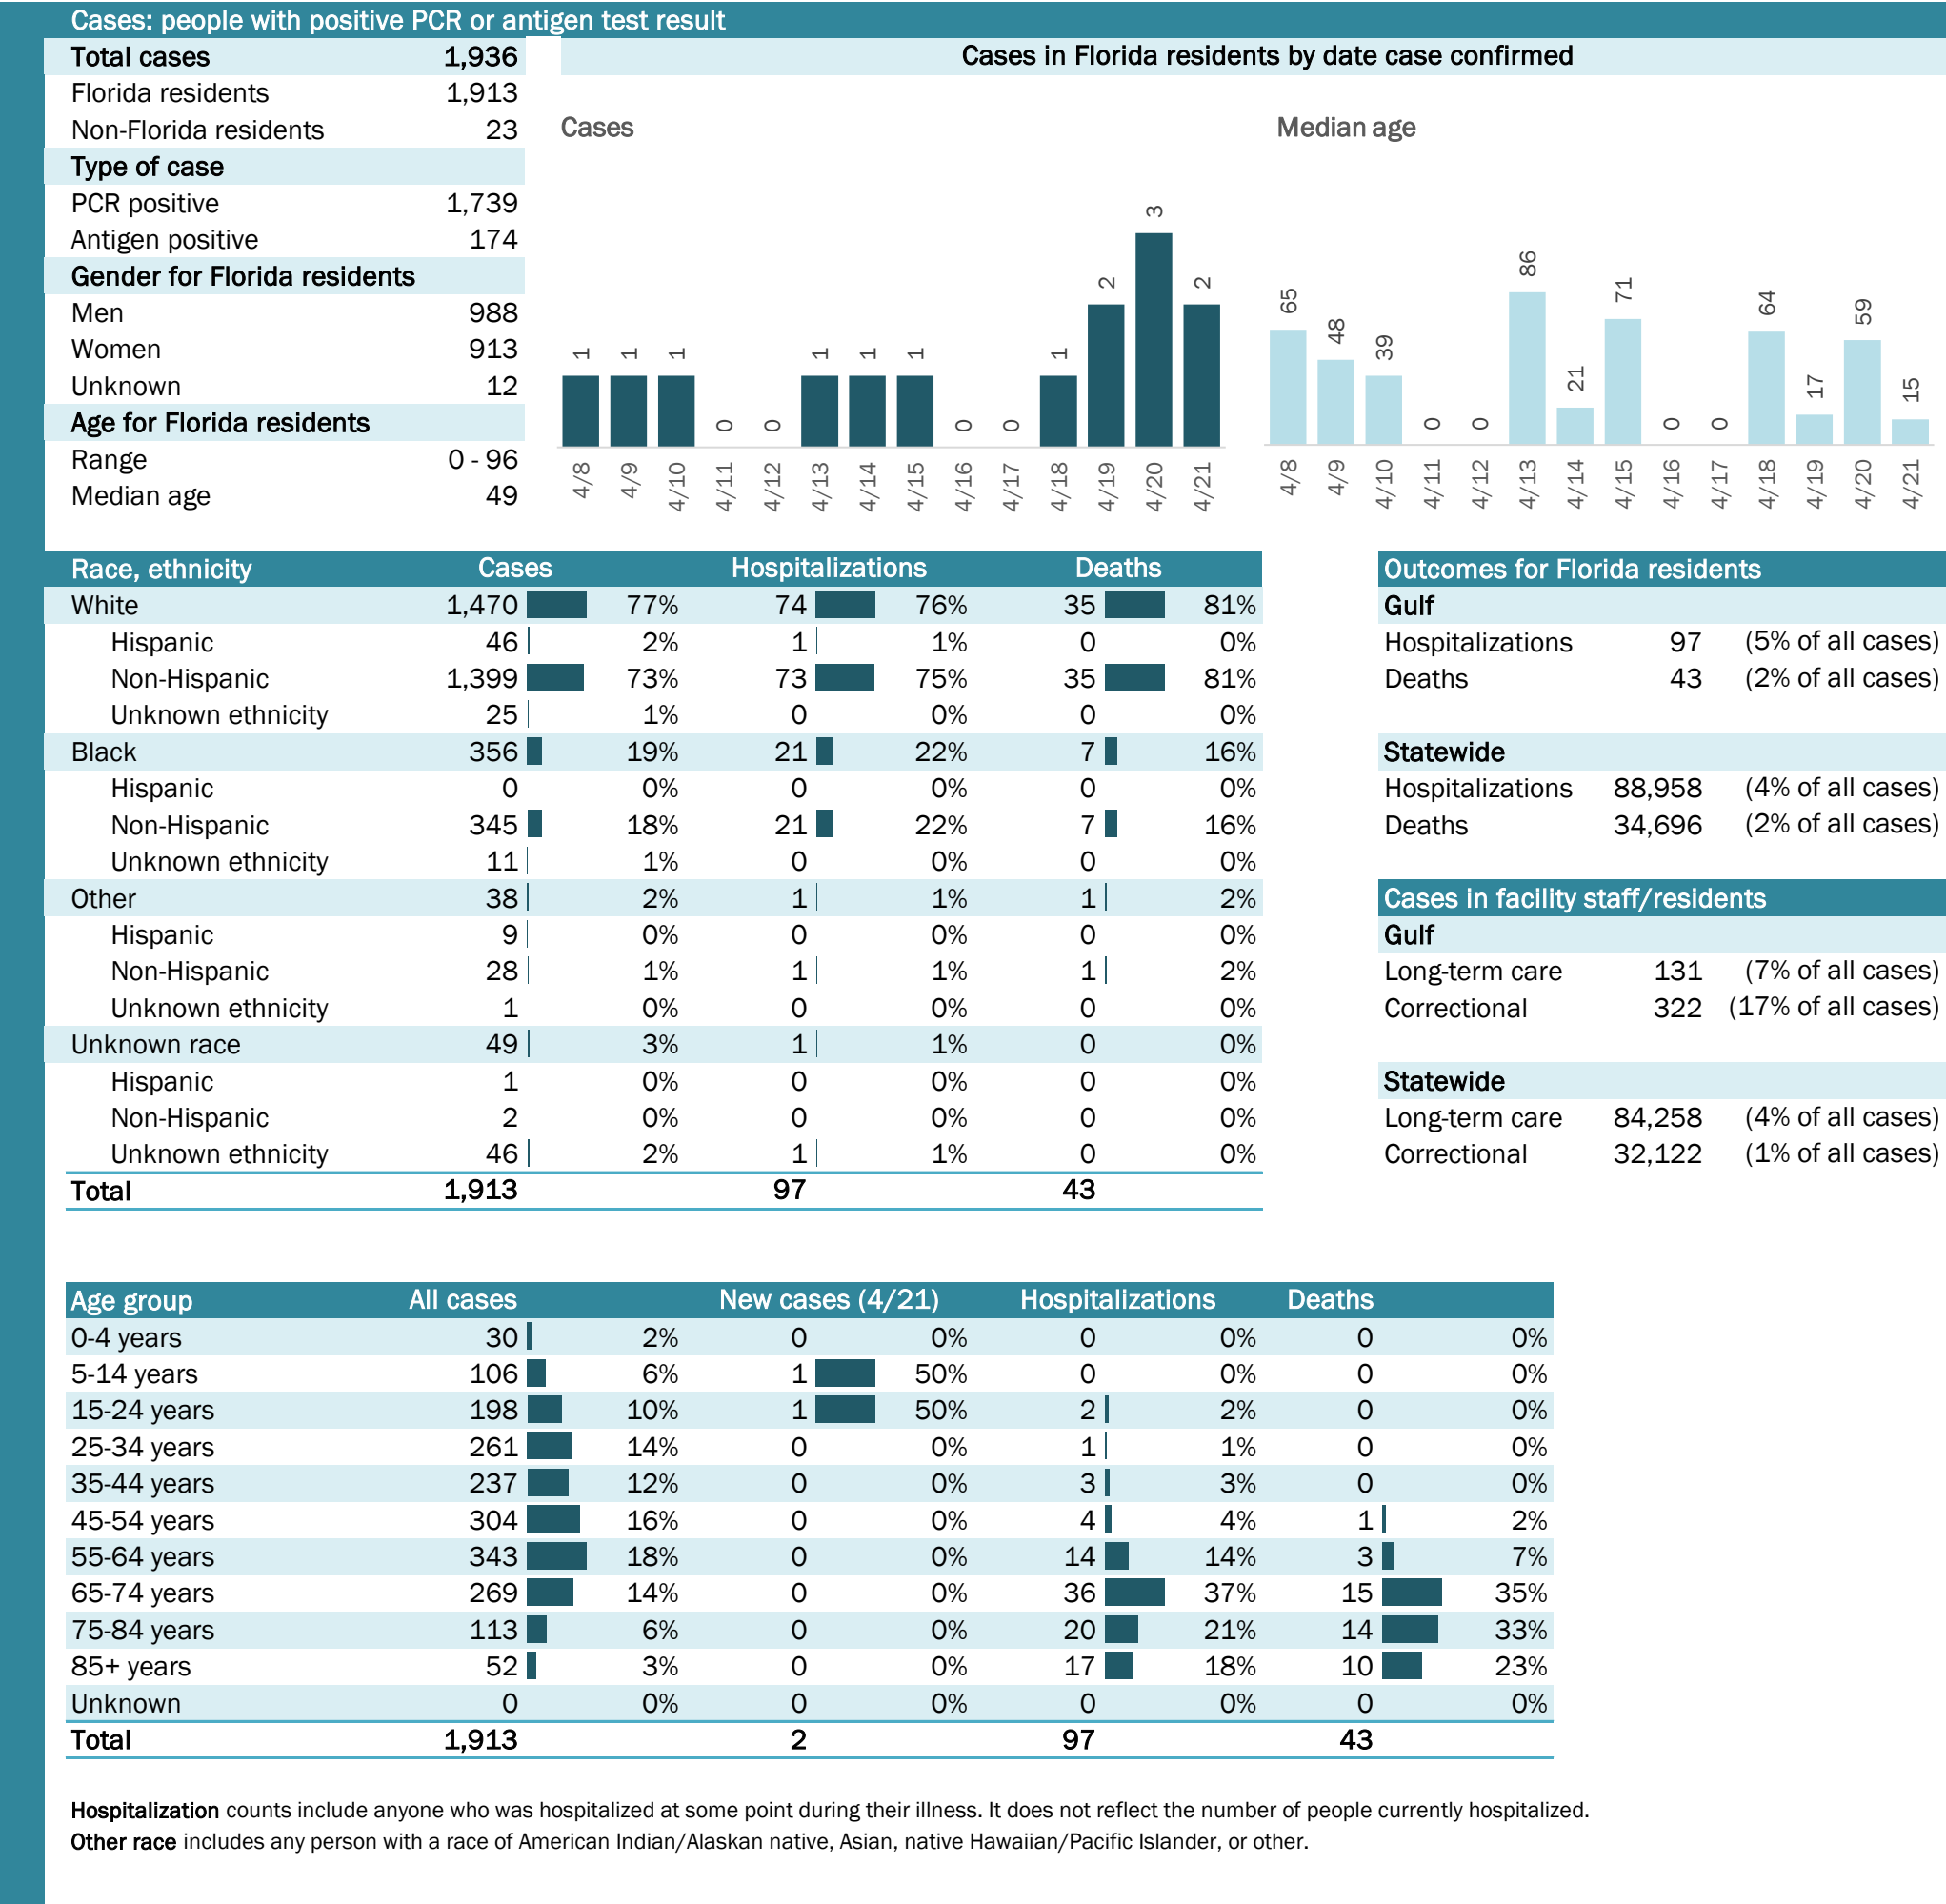 Cases: people with positive PCR or antigen test result
Total cases 1,936
Florida residents 1,913
Non-Florida residents 23
Type of case
PCR positive 1,739
Antigen positive 174
Gender for Florida residents
Men 988
Women 913
Unknown 12
Age for Florida residents
Range 0 - 96
Median age 49
Cases in Florida residents by date case confirmed
Cases
1 1 1 0 0 1 1 1 0 0 1 2 3 2
4/8 4/9 4/10 4/11 4/12 4/13 4/14 4/15 4/16 4/17 4/18 4/19 4/20 4/21
Median age
65 48 39 0 0 86 21 71 0 0 64 17 59 15
4/8 4/9 4/10 4/11 4/12 4/13 4/14 4/15 4/16 4/17 4/18 4/19 4/20 4/21
Race, ethnicity Cases Hospitalizations Deaths
White 1,470 77% 74 76% 35 81%
Hispanic 46 2% 1 1% 0 0%
Non-Hispanic 1,399 73% 73 75% 35 81%
Unknown ethnicity 25 1% 0 0% 0 0%
Black 356 19% 21 22% 7 16%
Hispanic 0 0% 0 0% 0 0%
Non-Hispanic 345 18% 21 22% 7 16%
Unknown ethnicity 11 1% 0 0% 0 0%
Other 38 2% 1 1% 1 2%
Hispanic 9 0% 0 0% 0 0%
Non-Hispanic 28 1% 1 1% 1 2%
Unknown ethnicity 1 0% 0 0% 0 0%
Unknown race 49 3% 1 1% 0 0%
Hispanic 1 0% 0 0% 0 0%
Non-Hispanic 2 0% 0 0% 0 0%
Unknown ethnicity 46 2% 1 1% 0 0%
Total 1,913 97 43
Outcomes for Florida residents
Gulf
Hospitalizations 97 (5% of all cases)
Deaths 43 (2% of all cases)
Statewide
Hospitalizations 88,958 (4% of all cases)
Deaths 34,696 (2% of all cases)
Cases in facility staff/residents
Gulf
Long-term care 131 (7% of all cases)
Correctional 322 (17% of all cases)
Statewide
Long-term care 84,258 (4% of all cases)
Correctional 32,122 (1% of all cases)
Age group All cases New cases (4/21) Hospitalizations Deaths
0-4 years 30 2% 0 0% 0 0% 0 0%
5-14 years 106 6% 1 50% 0 0% 0 0%
15-24 years 198 10% 1 50% 2 2% 0 0%
25-34 years 261 14% 0 0% 1 1% 0 0%
35-44 years 237 12% 0 0% 3 3% 0 0%
45-54 years 304 16% 0 0% 4 4% 1 2%
55-64 years 343 18% 0 0% 14 14% 3 7%
65-74 years 269 14% 0 0% 36 37% 15 35%
75-84 years 113 6% 0 0% 20 21% 14 33%
85+ years 52 3% 0 0% 17 18% 10 23%
Unknown 0 0% 0 0% 0 0% 0 0%
Total 1,913 2 97 43
Hospitalization counts include anyone who was hospitalized at some point during their illness. It does not reflect the number of people currently hospitalized.
Other race includes any person with a race of American Indian/Alaskan native, Asian, native Hawaiian/Pacific Islander, or other.